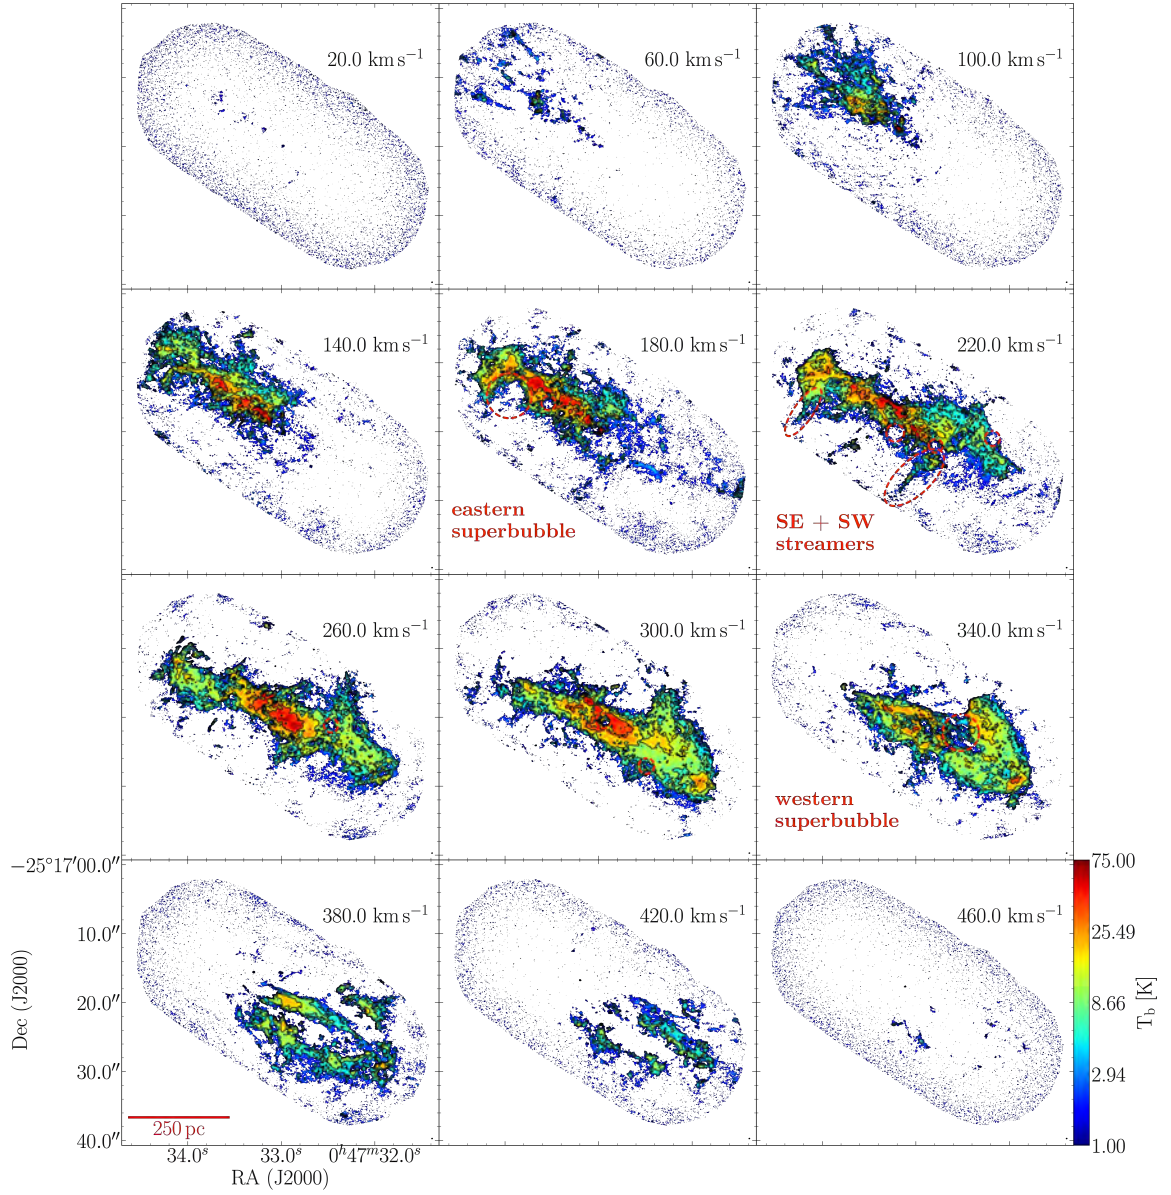 20.0 km s⁻¹
60.0 km s⁻¹
100.0 km s⁻¹
140.0 km s⁻¹
180.0 km s⁻¹
220.0 km s⁻¹
eastern
superbubble
SE + SW
streamers
260.0 km s⁻¹
300.0 km s⁻¹
340.0 km s⁻¹
western
superbubble
−25°17′00.0″
10.0″
20.0″
30.0″
40.0″
Dec (J2000)
380.0 km s⁻¹
420.0 km s⁻¹
460.0 km s⁻¹
250 pc
34.0ˢ
33.0ˢ
0ʰ47ᵐ32.0ˢ
RA (J2000)
75.00
25.49
8.66
2.94
1.00
T_b [K]